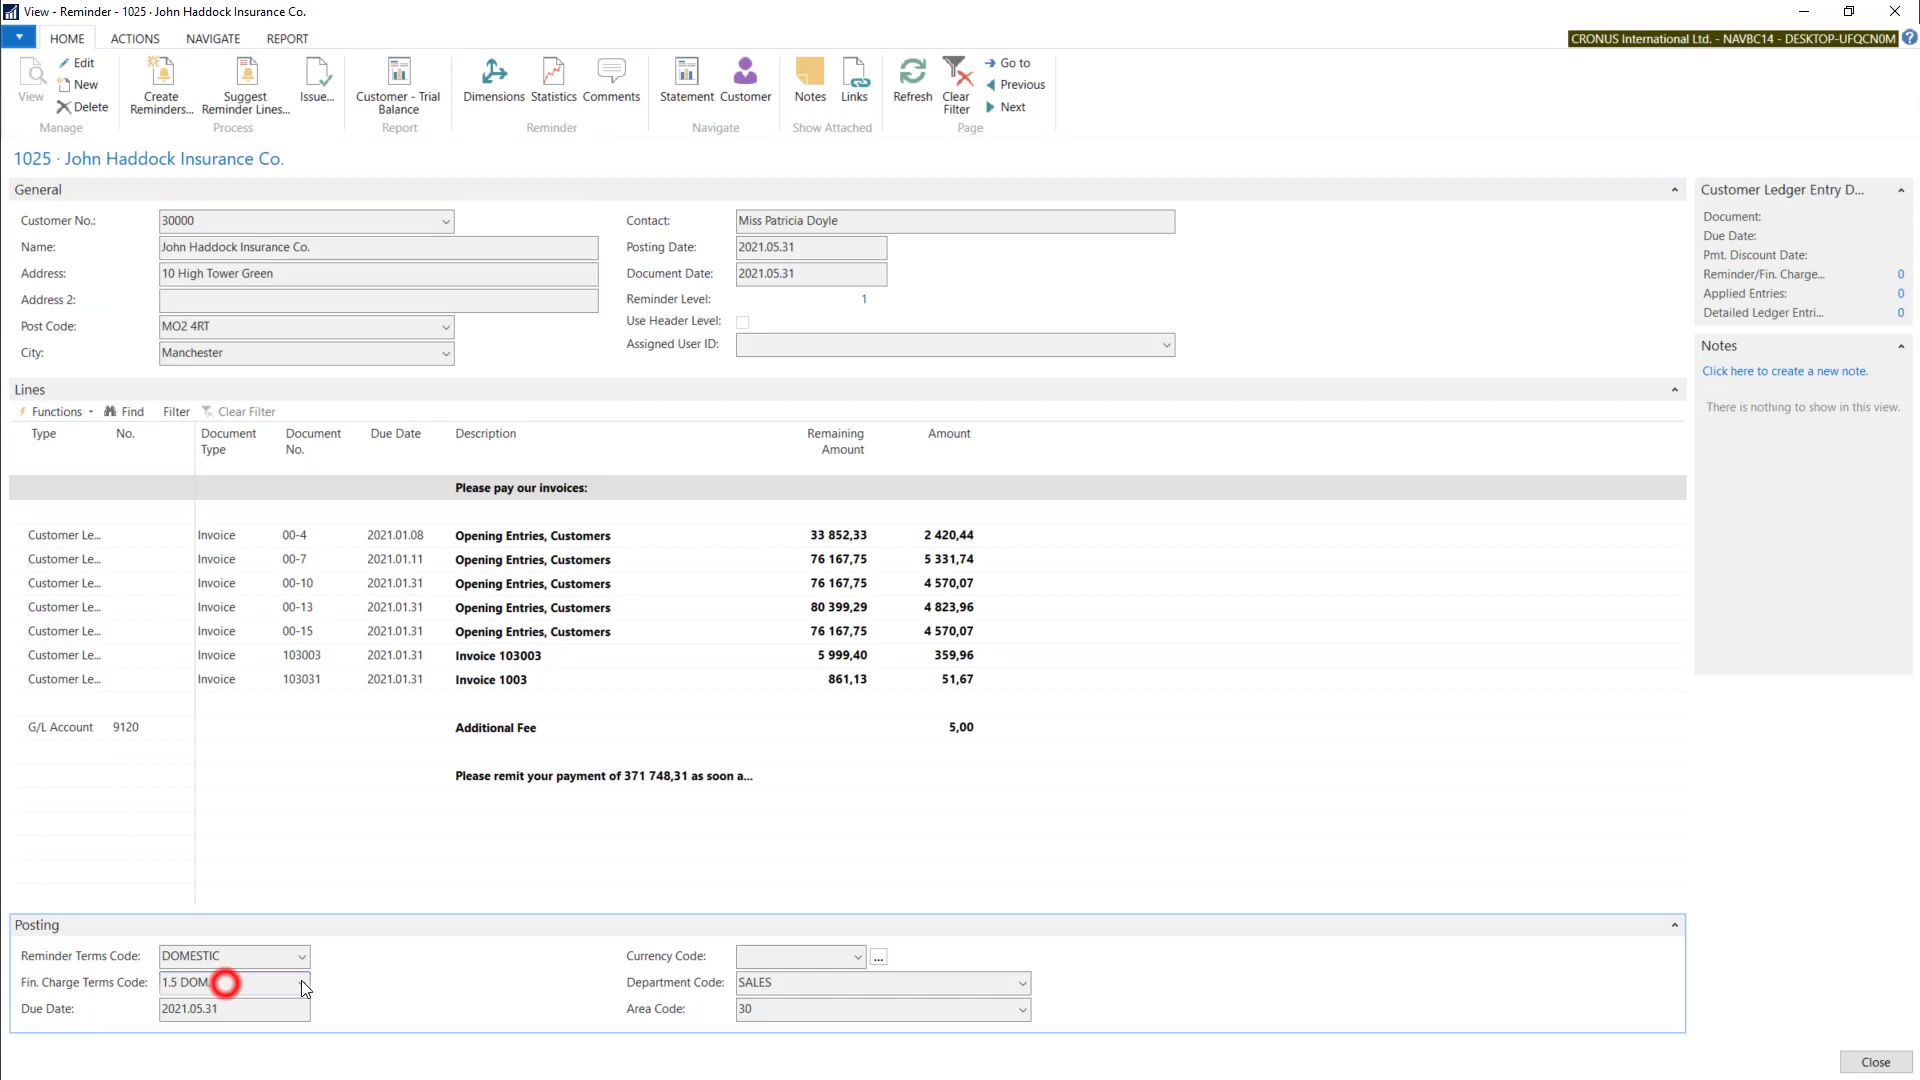 View - Reminder - 1025 · John Haddock Insurance Co.
HOME ACTIONS NAVIGATE REPORT
CRONUS International Ltd. - NAVBC14 - DESKTOP-UFQCN0M
View
Edit
New
Delete
Manage
Create Reminders...
Suggest Reminder Lines...
Issue...
Process
Customer - Trial Balance
Report
Dimensions
Statistics
Comments
Reminder
Statement
Customer
Navigate
Notes
Links
Show Attached
Refresh
Clear Filter
Go to
Previous
Next
Page
1025 · John Haddock Insurance Co.
General
Customer No.: 30000
Name: John Haddock Insurance Co.
Address: 10 High Tower Green
Address 2:
Post Code: MO2 4RT
City: Manchester
Contact: Miss Patricia Doyle
Posting Date: 2021.05.31
Document Date: 2021.05.31
Reminder Level: 1
Use Header Level:
Assigned User ID:
Lines
Functions Find Filter Clear Filter
Type No. Document Type Document No. Due Date Description Remaining Amount Amount
Please pay our invoices:
Customer Le... Invoice 00-4 2021.01.08 Opening Entries, Customers 33 852,33 2 420,44
Customer Le... Invoice 00-7 2021.01.11 Opening Entries, Customers 76 167,75 5 331,74
Customer Le... Invoice 00-10 2021.01.31 Opening Entries, Customers 76 167,75 4 570,07
Customer Le... Invoice 00-13 2021.01.31 Opening Entries, Customers 80 399,29 4 823,96
Customer Le... Invoice 00-15 2021.01.31 Opening Entries, Customers 76 167,75 4 570,07
Customer Le... Invoice 103003 2021.01.31 Invoice 103003 5 999,40 359,96
Customer Le... Invoice 103031 2021.01.31 Invoice 1003 861,13 51,67
G/L Account 9120 Additional Fee 5,00
Please remit your payment of 371 748,31 as soon a...
Posting
Reminder Terms Code: DOMESTIC
Fin. Charge Terms Code: 1.5 DOM.
Due Date: 2021.05.31
Currency Code: ...
Department Code: SALES
Area Code: 30
Customer Ledger Entry D...
Document:
Due Date:
Pmt. Discount Date:
Reminder/Fin. Charge... 0
Applied Entries: 0
Detailed Ledger Entri... 0
Notes
Click here to create a new note.
There is nothing to show in this view.
Close